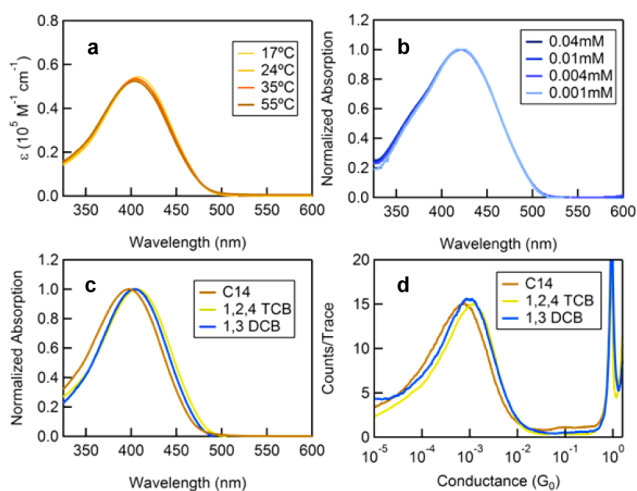 a
17ºC
24ºC
35ºC
55ºC
ε (10⁵ M⁻¹ cm⁻¹)
0.8
0.6
0.4
0.2
0.0
350 400 450 500 550 600
Wavelength (nm)
b
0.04mM
0.01mM
0.004mM
0.001mM
Normalized Absorption
1.2
1.0
0.8
0.6
0.4
0.2
0.0
350 400 450 500 550 600
Wavelength (nm)
c
C14
1,2,4 TCB
1,3 DCB
Normalized Absorption
1.2
1.0
0.8
0.6
0.4
0.2
0.0
350 400 450 500 550 600
Wavelength (nm)
d
C14
1,2,4 TCB
1,3 DCB
Counts/Trace
20
15
10
5
0
10⁻⁵ 10⁻⁴ 10⁻³ 10⁻² 10⁻¹ 10⁰
Conductance (G₀)